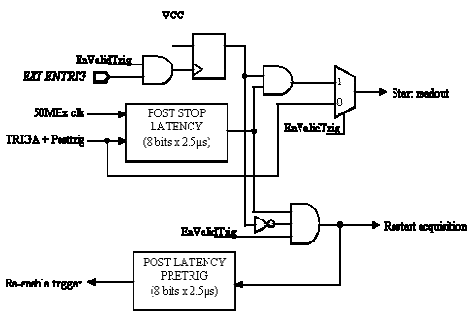 VCC
EnValidTrig
EXT ENTRIG
50MHz clk
POST STOP
LATENCY
(8 bits x 2.5µs)
TRIGA + Posttrig
1
0
Start readout
EnValidTrig
EnValidTrig
Restart acquisition
POST LATENCY
PRETRIG
(8 bits x 2.5µs)
Re-enable trigger